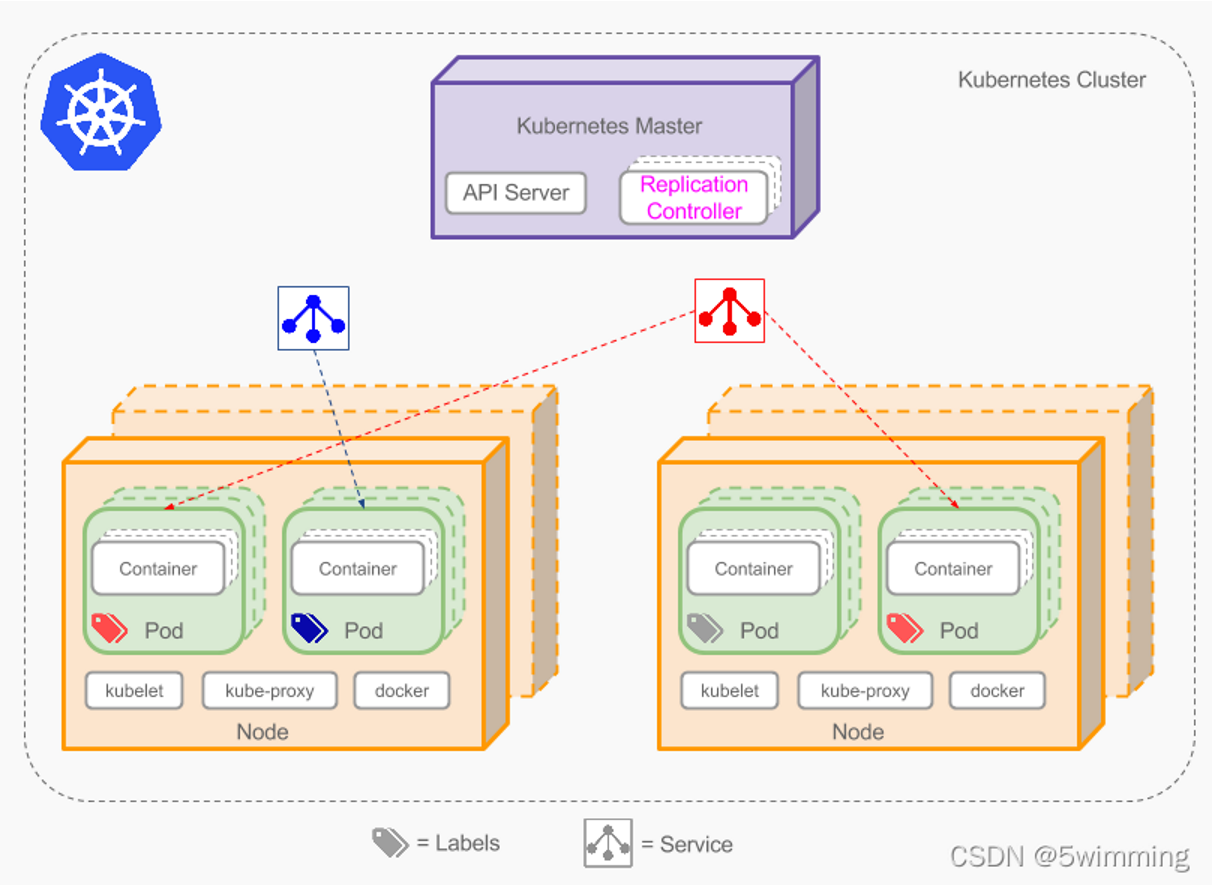 Kubernetes Cluster
Kubernetes Master
API Server
Replication
Controller
Container
Pod
Container
Pod
kubelet
kube-proxy
docker
Node
Container
Pod
Container
Pod
kubelet
kube-proxy
docker
Node
= Labels
= Service
CSDN @5wimming